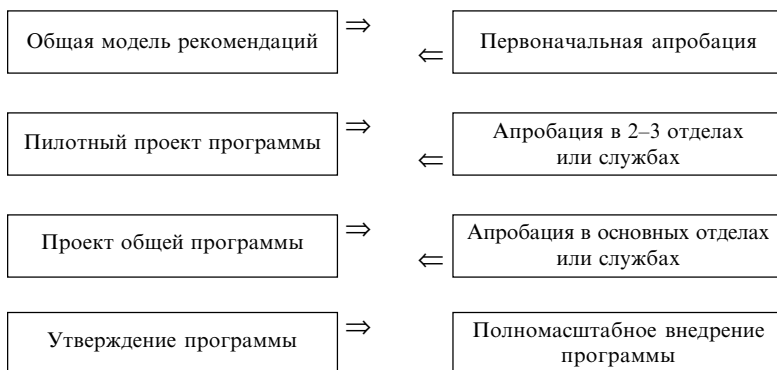 Общая модель рекомендаций
⇒
⇐
Первоначальная апробация
Пилотный проект программы
⇒
⇐
Апробация в 2–3 отделах
или службах
Проект общей программы
⇒
⇐
Апробация в основных отделах
или службах
Утверждение программы
⇒
Полномасштабное внедрение
программы